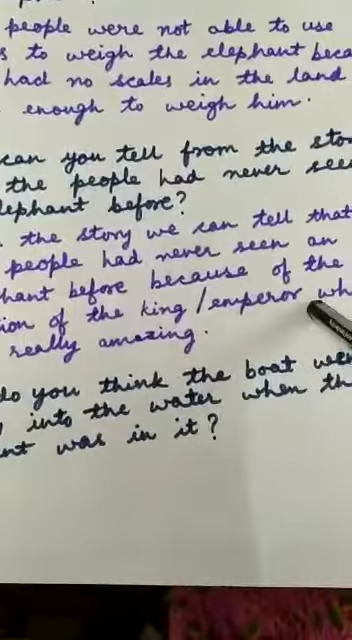 people were not able to use
s to weigh the elephant beca
had no scales in the land
enough to weigh him.
can you tell from the sto
the people had never see
lephant before?
the story we can tell that
people had never seen an
hant before because of the
ion of the king/emperor wh
really amazing.
do you think the boat wen
into the water when th
nt was in it?